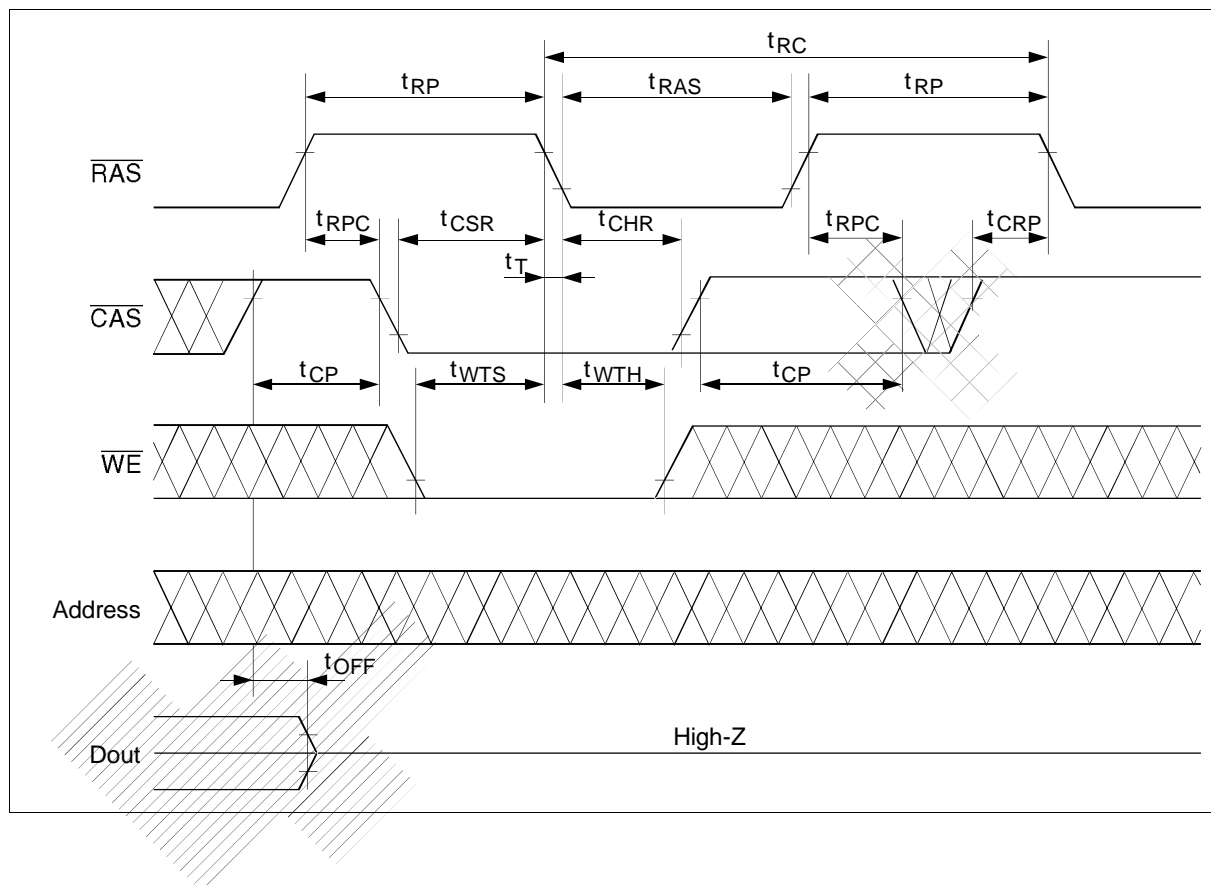 tRC
tRP tRAS tRP
RAS
tRPC tCSR tCHR tRPC tCRP
tT
CAS
tCP tWTS tWTH tCP
WE
Address
tOFF
High-Z
Dout